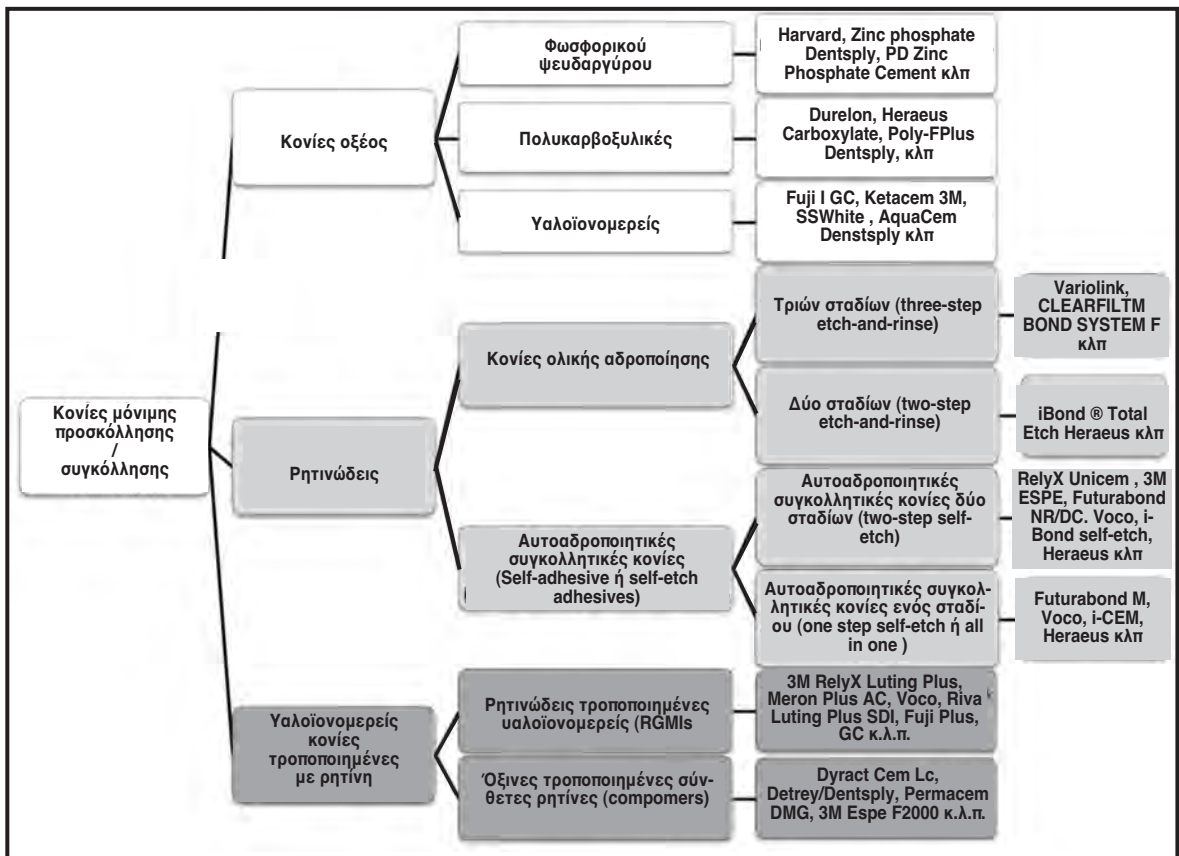 Κονίες μόνιμης
προσκόλλησης
/
συγκόλλησης
Κονίες οξέος
Φωσφορικού
ψευδαργύρου
Harvard, Zinc phosphate
Dentsply, PD Zinc
Phosphate Cement κλπ
Πολυκαρβοξυλικές
Durelon, Heraeus
Carboxylate, Poly-FPlus
Dentsply, κλπ
Υαλοϊονομερείς
Fuji I GC, Ketacem 3M,
SSWhite , AquaCem
Denstsply κλπ
Ρητινώδεις
Κονίες ολικής αδροποίησης
Τριών σταδίων (three-step
etch-and-rinse)
Variolink,
CLEARFILTM
BOND SYSTEM F
κλπ
Δύο σταδίων (two-step
etch-and-rinse)
iBond ® Total
Etch Heraeus κλπ
Αυτοαδροποιητικές
συγκολλητικές κονίες
(Self-adhesive ή self-etch
adhesives)
Αυτοαδροποιητικές
συγκολλητικές κονίες δύο
σταδίων (two-step self-
etch)
RelyX Unicem , 3M
ESPE, Futurabond
NR/DC. Voco, i-
Bond self-etch,
Heraeus κλπ
Αυτοαδροποιητικές συγκολ-
λητικές κονίες ενός σταδί-
ου (one step self-etch ή all
in one )
Futurabond M,
Voco, i-CEM,
Heraeus κλπ
Υαλοϊονομερείς
κονίες
τροποποιημένες
με ρητίνη
Ρητινώδεις τροποποιημένες
υαλοϊονομερείς (RGMIs
3M RelyX Luting Plus,
Meron Plus AC, Voco, Riva
Luting Plus SDI, Fuji Plus,
GC κ.λ.π.
Όξινες τροποποιημένες σύν-
θετες ρητίνες (compomers)
Dyract Cem Lc,
Detrey/Dentsply, Permacem
DMG, 3M Espe F2000 κ.λ.π.